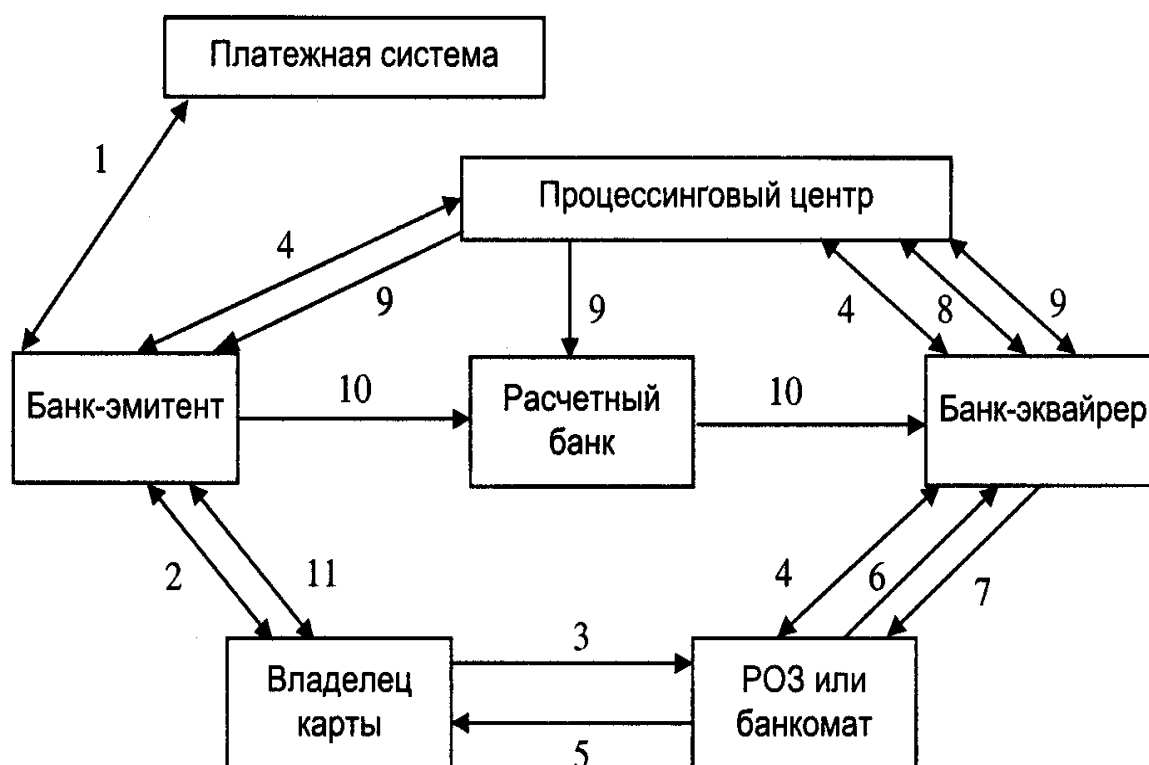 Платежная система
1
Процессинговый центр
4
9
9
4
8
9
Банк-эмитент
10
Расчетный
банк
10
Банк-эквайрер
2
11
4
6
7
3
Владелец
карты
РОЗ или
банкомат
5